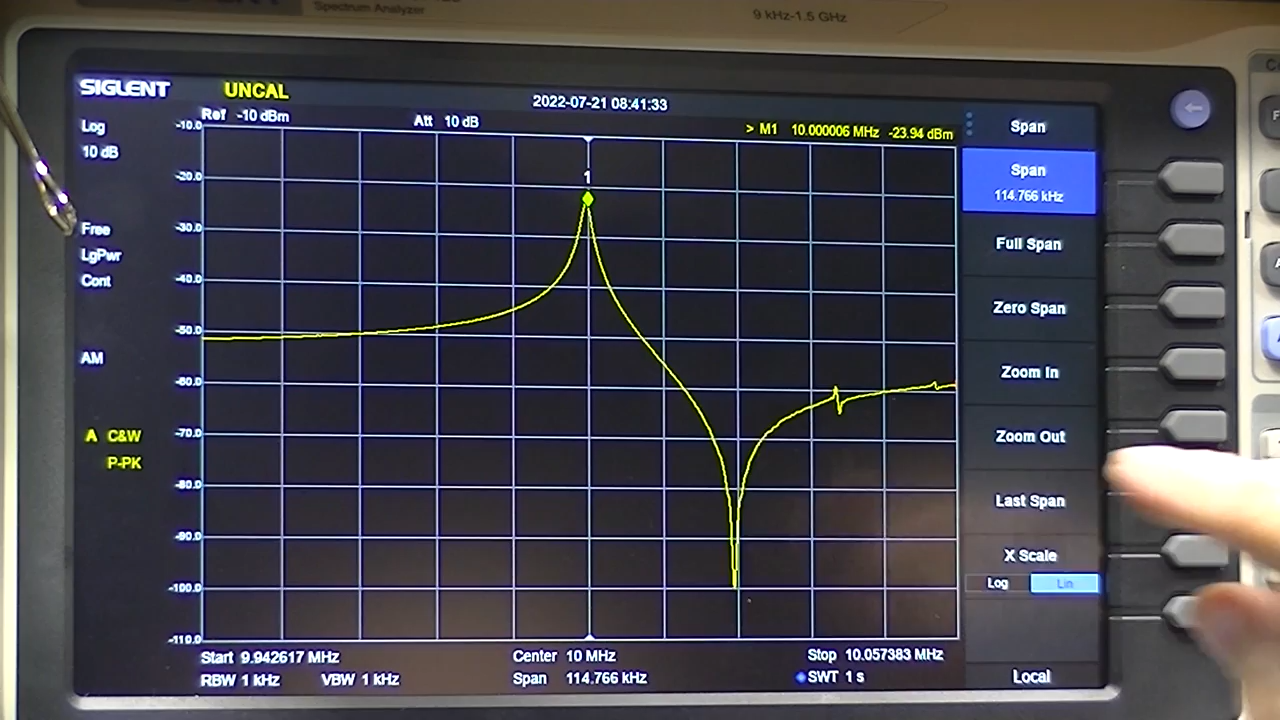 Spectrum Analyzer
9 kHz-1.5 GHz
SIGLENT UNCAL
2022-07-21 08:41:33
Log
10 dB
Ref -10 dBm Att 10 dB
> M1 10.000006 MHz -23.94 dBm
-10.0
-20.0
-30.0
-40.0
-50.0
-60.0
-70.0
-80.0
-90.0
-100.0
-110.0
1
Free
LgPwr
Cont
AM
A C&W
P-PK
Start 9.942617 MHz Center 10 MHz Stop 10.057383 MHz
RBW 1 kHz VBW 1 kHz Span 114.766 kHz SWT 1 s
Span
Span
114.766 kHz
Full Span
Zero Span
Zoom In
Zoom Out
Last Span
X Scale
Log Lin
Local